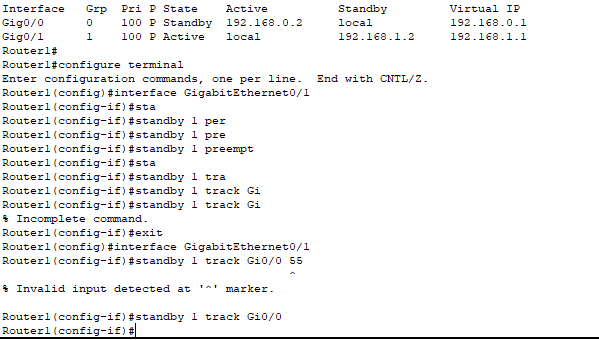 Interface   Grp  Pri P State    Active          Standby         Virtual IP
Gig0/0      0    100 P Standby  192.168.0.2     local           192.168.0.1
Gig0/1      1    100 P Active   local           192.168.1.2     192.168.1.1
Router1#
Router1#configure terminal
Enter configuration commands, one per line.  End with CNTL/Z.
Router1(config)#interface GigabitEthernet0/1
Router1(config-if)#sta
Router1(config-if)#standby 1 per
Router1(config-if)#standby 1 pre
Router1(config-if)#standby 1 preempt
Router1(config-if)#sta
Router1(config-if)#standby 1 tra
Router1(config-if)#standby 1 track Gi
Router1(config-if)#standby 1 track Gi
% Incomplete command.
Router1(config-if)#exit
Router1(config)#interface GigabitEthernet0/1
Router1(config-if)#standby 1 track Gi0/0 55
^
% Invalid input detected at '^' marker.
Router1(config-if)#standby 1 track Gi0/0
Router1(config-if)#